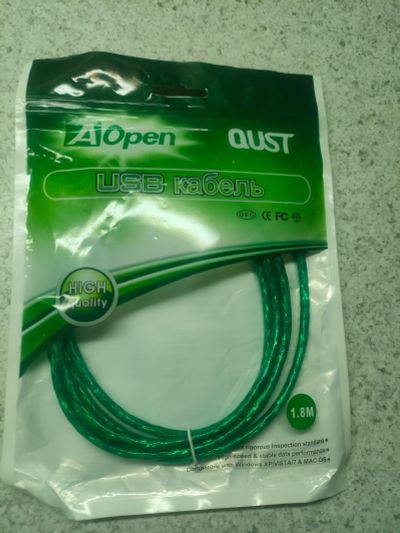 AOpen
QUST
USB кабель
CE FC
HIGH
Quality
1.8M
rigorous inspection standard
speed & stable data performance
Compatible with Windows XP/VISTA/7 & MAC OS